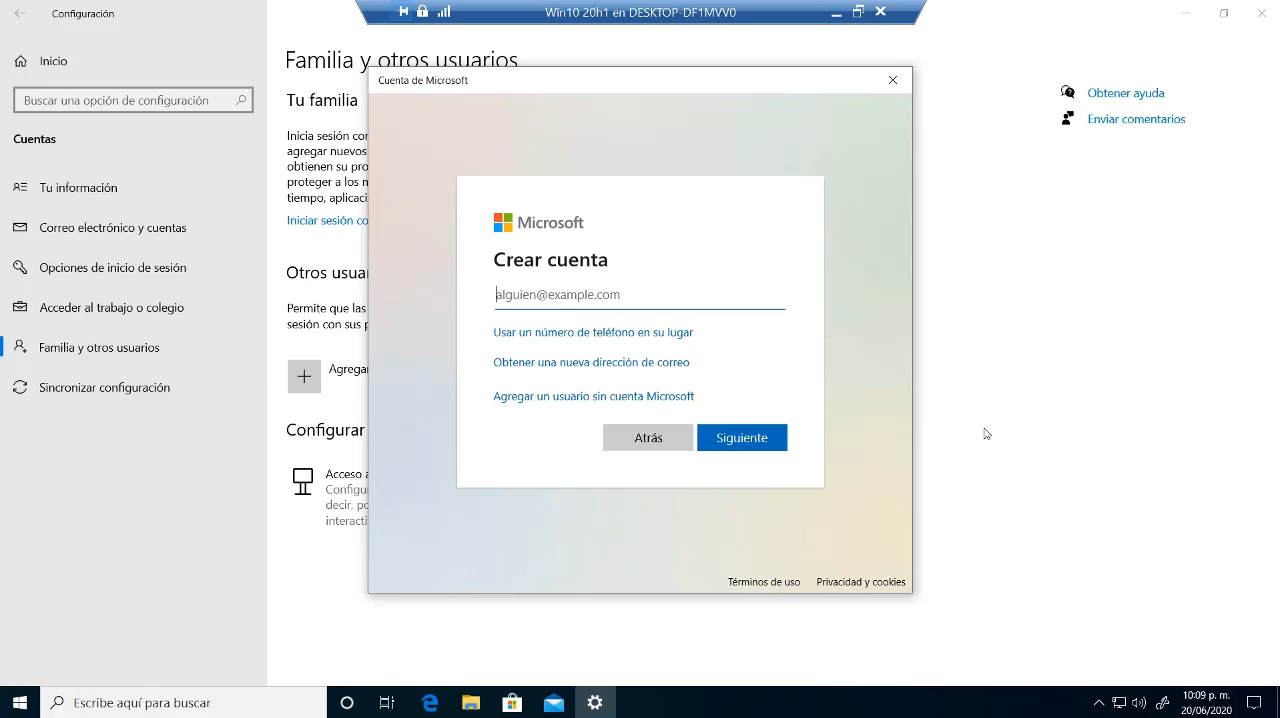 Configuración
Win10 20h1 en DESKTOP-DF1MVV0
Inicio
Buscar una opción de configuración
Cuentas
Tu información
Correo electrónico y cuentas
Opciones de inicio de sesión
Acceder al trabajo o colegio
Familia y otros usuarios
Sincronizar configuración
Familia y otros usuarios
Tu familia
Inicia sesión con
agregar nuevos
obtienen su pro
proteger a los m
tiempo, aplicaci
Iniciar sesión co
Otros usuar
Permite que las
sesión con sus p
Agregar
Configurar
Acceso a
Configu
decir, po
interacti
Cuenta de Microsoft
Microsoft
Crear cuenta
alguien@example.com
Usar un número de teléfono en su lugar
Obtener una nueva dirección de correo
Agregar un usuario sin cuenta Microsoft
Atrás
Siguiente
Términos de uso
Privacidad y cookies
Obtener ayuda
Enviar comentarios
Escribe aquí para buscar
10:09 p. m.
20/06/2020